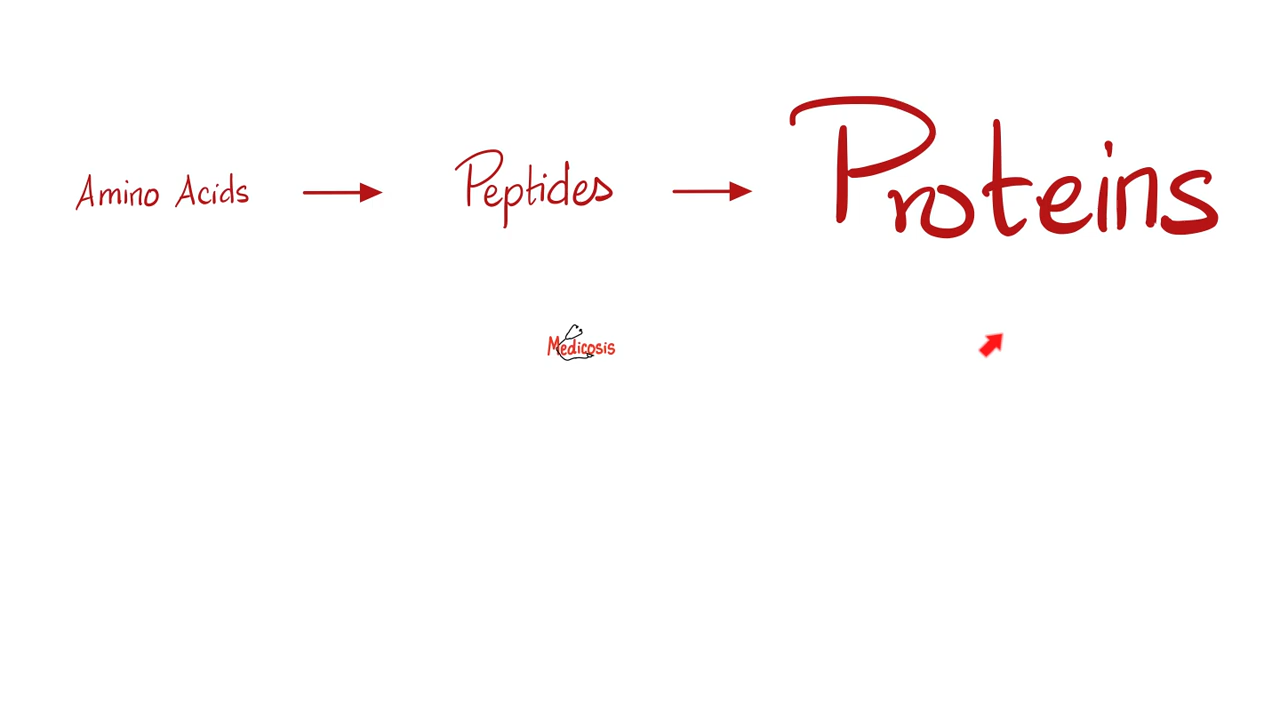 Amino Acids → Peptides → Proteins
Medicosis